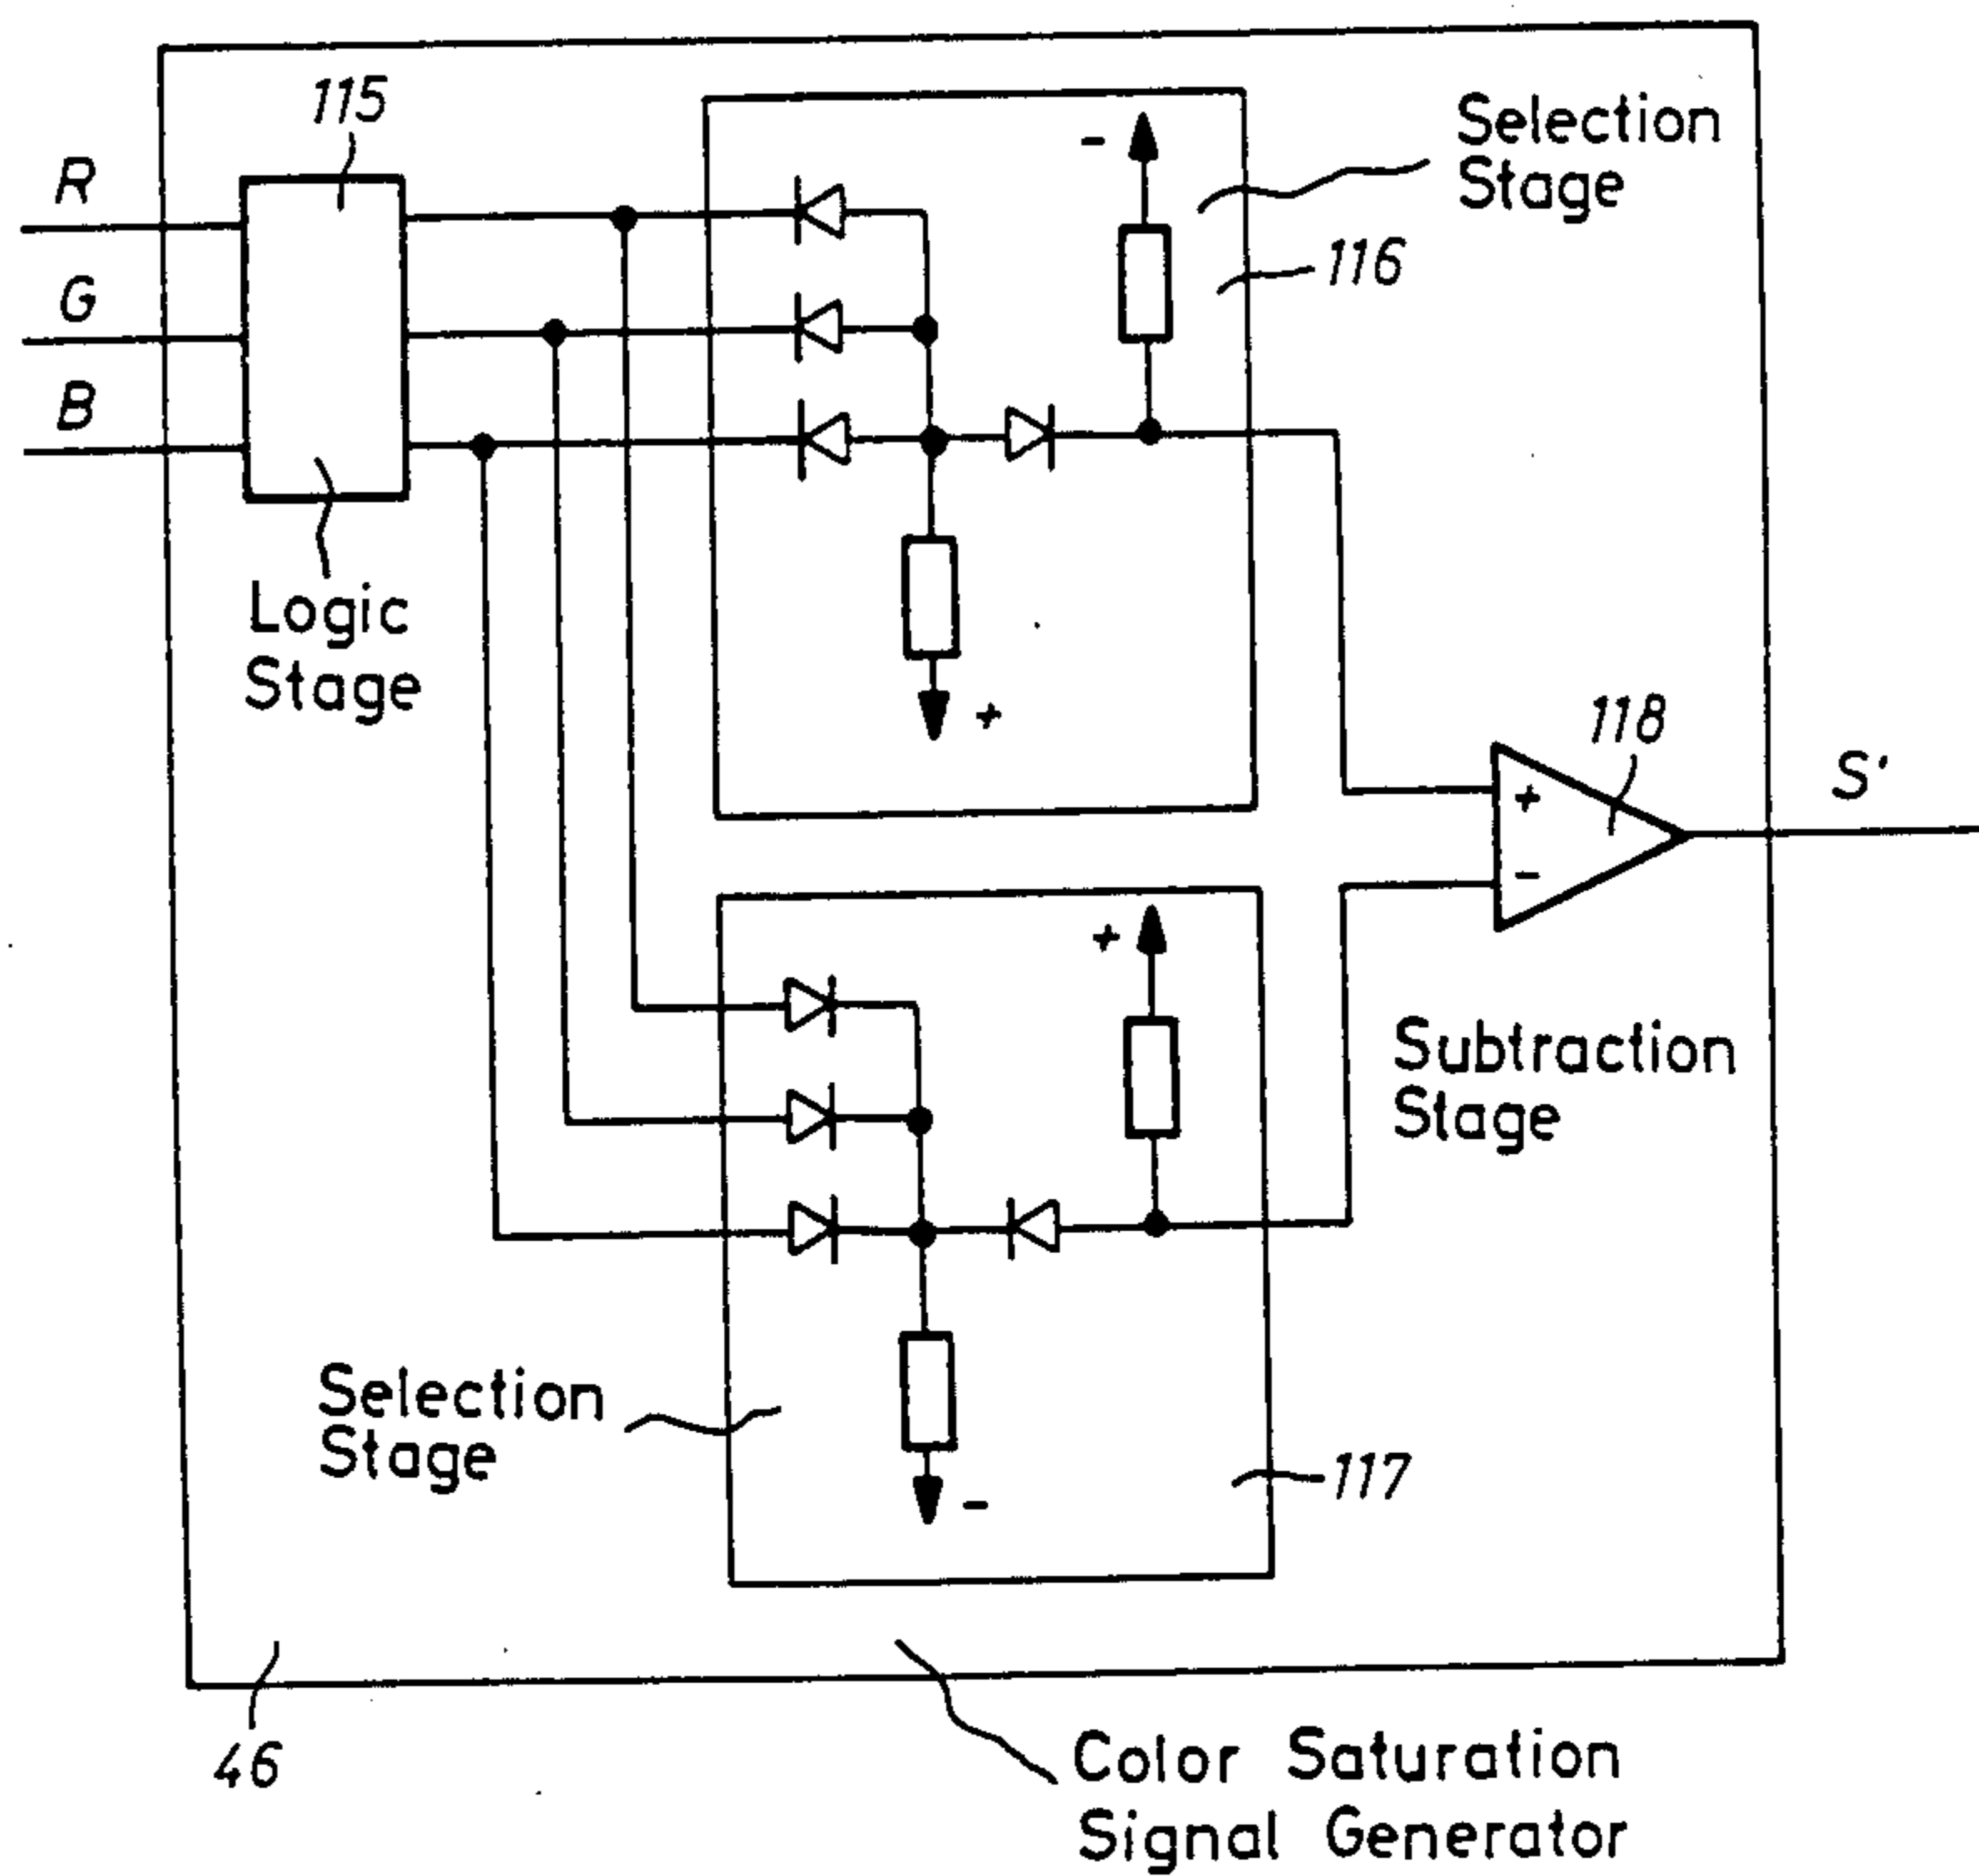 115
R
G
B
Logic
Stage
-
Selection
Stage
116
+
118
+
-
S'
+
Subtraction
Stage
Selection
Stage
-
117
46
Color Saturation
Signal Generator